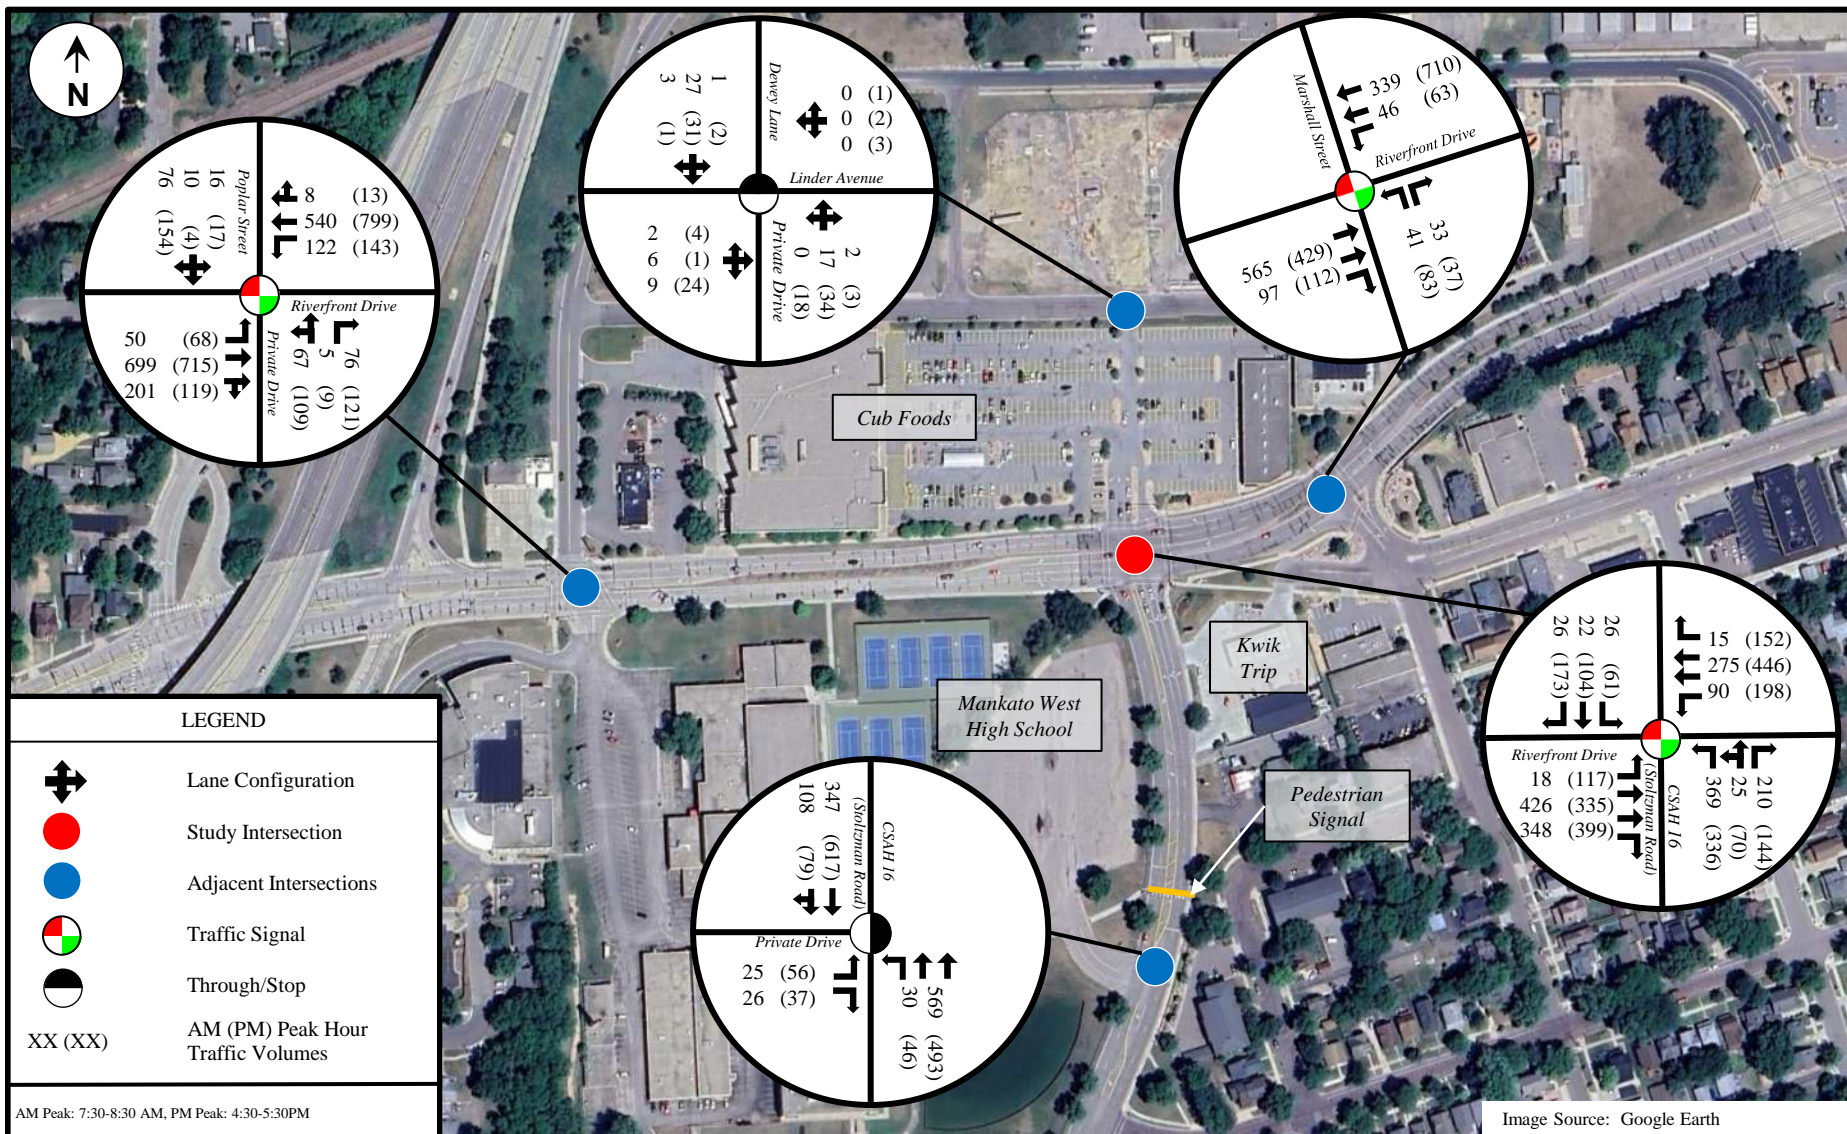 N
Poplar Street
16 (17)
10 (4)
76 (154)
8 (13)
540 (799)
122 (143)
Riverfront Drive
50 (68)
699 (715)
201 (119)
Private Drive
67 (109)
5 (9)
76 (121)
Dewey Lane
1 (2)
27 (31)
3 (1)
0 (1)
0 (2)
0 (3)
Linder Avenue
2 (4)
6 (1)
9 (24)
Private Drive
0 (18)
17 (34)
2 (3)
Marshall Street
339 (710)
46 (63)
Riverfront Drive
565 (429)
97 (112)
41 (83)
33 (37)
Cub Foods
Kwik
Trip
Mankato West
High School
Pedestrian
Signal
26 (61)
22 (104)
26 (173)
15 (152)
275 (446)
90 (198)
Riverfront Drive
18 (117)
426 (335)
348 (399)
CSAH 16
(Stoltzman Road)
369 (336)
25 (70)
210 (144)
347 (617)
108 (79)
CSAH 16
(Stoltzman Road)
Private Drive
25 (56)
26 (37)
30 (46)
569 (493)
LEGEND
Lane Configuration
Study Intersection
Adjacent Intersections
Traffic Signal
Through/Stop
XX (XX) AM (PM) Peak Hour
Traffic Volumes
AM Peak: 7:30-8:30 AM, PM Peak: 4:30-5:30PM
Image Source: Google Earth